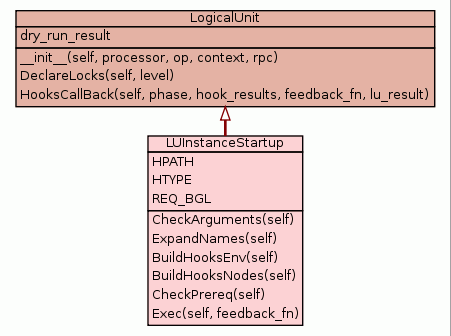 LogicalUnit
dry_run_result
__init__(self, processor, op, context, rpc)
DeclareLocks(self, level)
HooksCallBack(self, phase, hook_results, feedback_fn, lu_result)
LUInstanceStartup
HPATH
HTYPE
REQ_BGL
CheckArguments(self)
ExpandNames(self)
BuildHooksEnv(self)
BuildHooksNodes(self)
CheckPrereq(self)
Exec(self, feedback_fn)